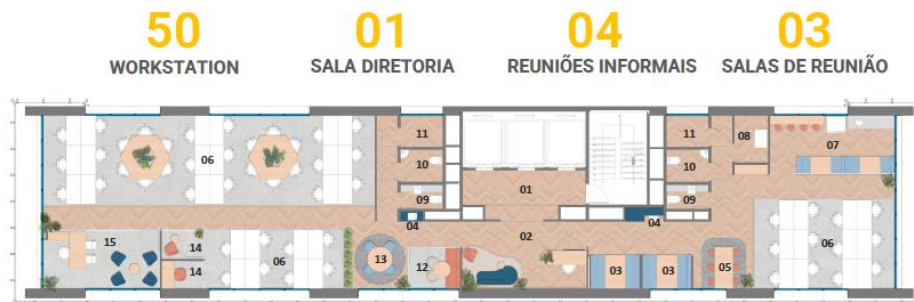 50 01 04 03
WORKSTATION SALA DIRETORIA REUNIÕES INFORMAIS SALAS DE REUNIÃO
11 11 08
06 07
10 10
01
09 09
04 04
15 14 06 13 12 02 06
14 03 03 05